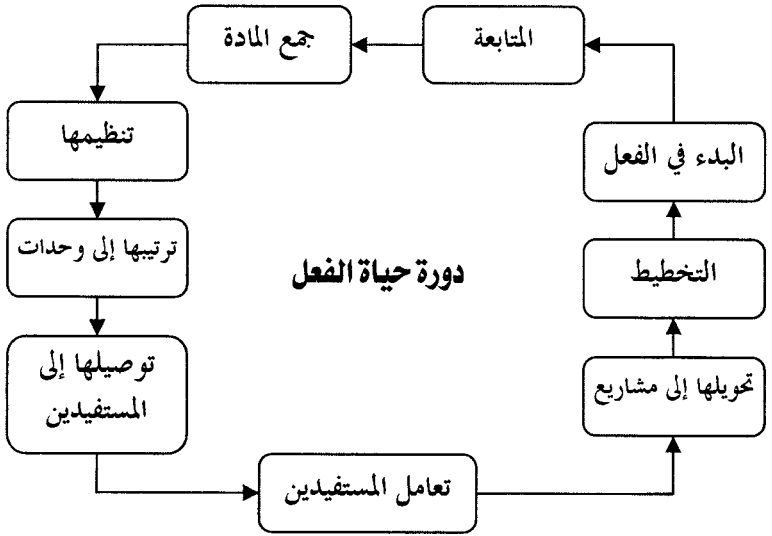 المتابعة
جمع المادة
تنظيمها
البدء في الفعل
ترتيبها إلى وحدات
دورة حياة الفعل
التخطيط
توصيلها إلى
المستفيدين
تحويلها إلى مشاريع
تعامل المستفيدين